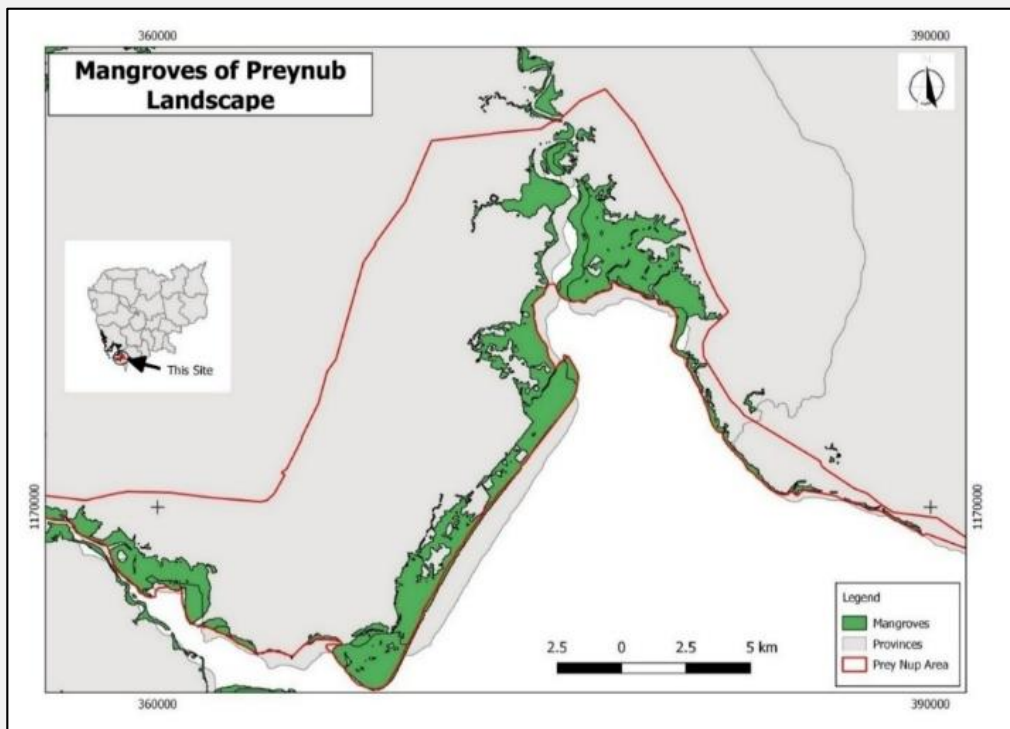 360000
390000
Mangroves of Preynub
Landscape
This Site
1170000
1170000
Legend
Mangroves
Provinces
Prey Nup Area
2.5 0 2.5 5 km
360000
390000